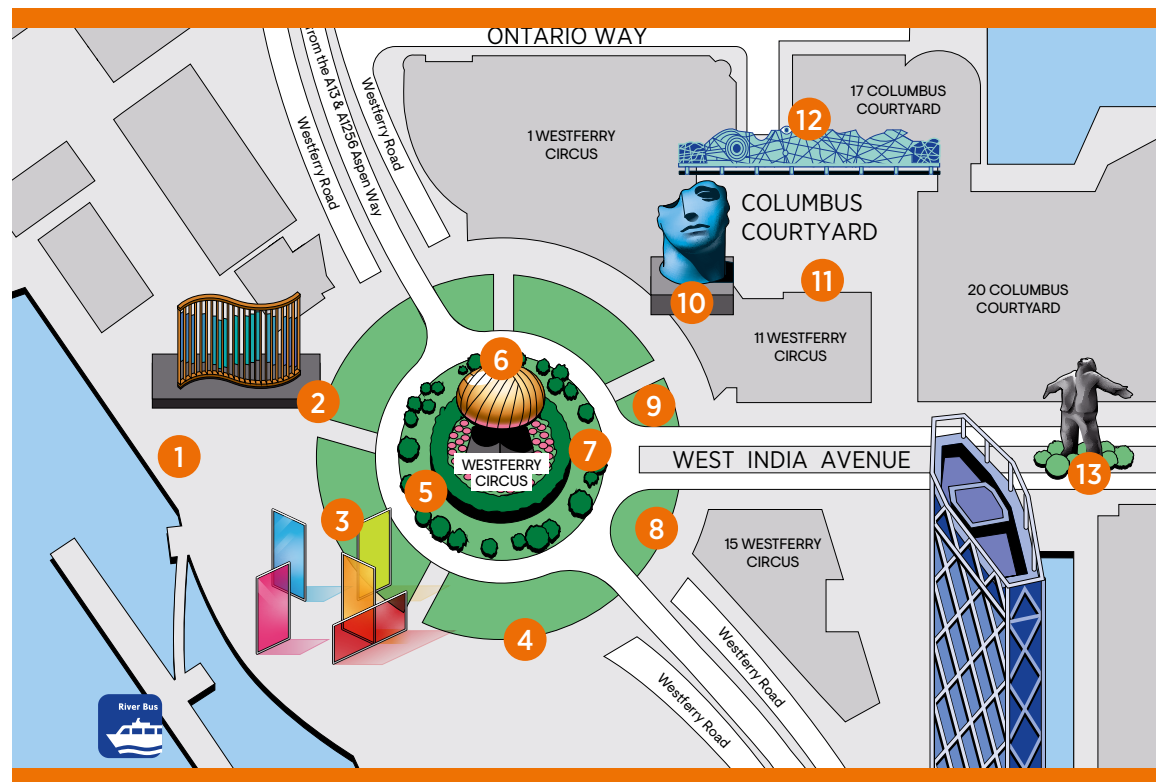 ONTARIO WAY
from the A13 & A1256 Aspen Way
Westferry Road
Westferry Road
17 COLUMBUS
COURTYARD
12
1 WESTFERRY
CIRCUS
COLUMBUS
COURTYARD
10
11
20 COLUMBUS
COURTYARD
11 WESTFERRY
CIRCUS
6
2
9
1
7
WESTFERRY
CIRCUS
WEST INDIA AVENUE
13
5
3
8
15 WESTFERRY
CIRCUS
4
Westferry Road
Westferry Road
River Bus